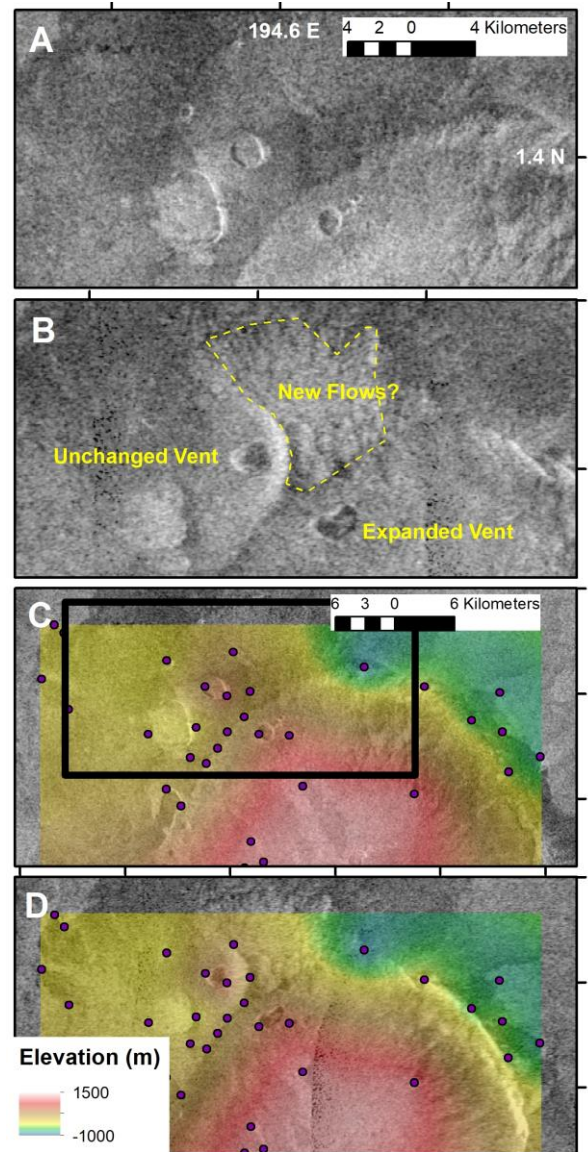 A
194.6 E
4 2 0 4 Kilometers
1.4 N
B
New Flows?
Unchanged Vent
Expanded Vent
C
6 3 0 6 Kilometers
D
Elevation (m)
1500
-1000